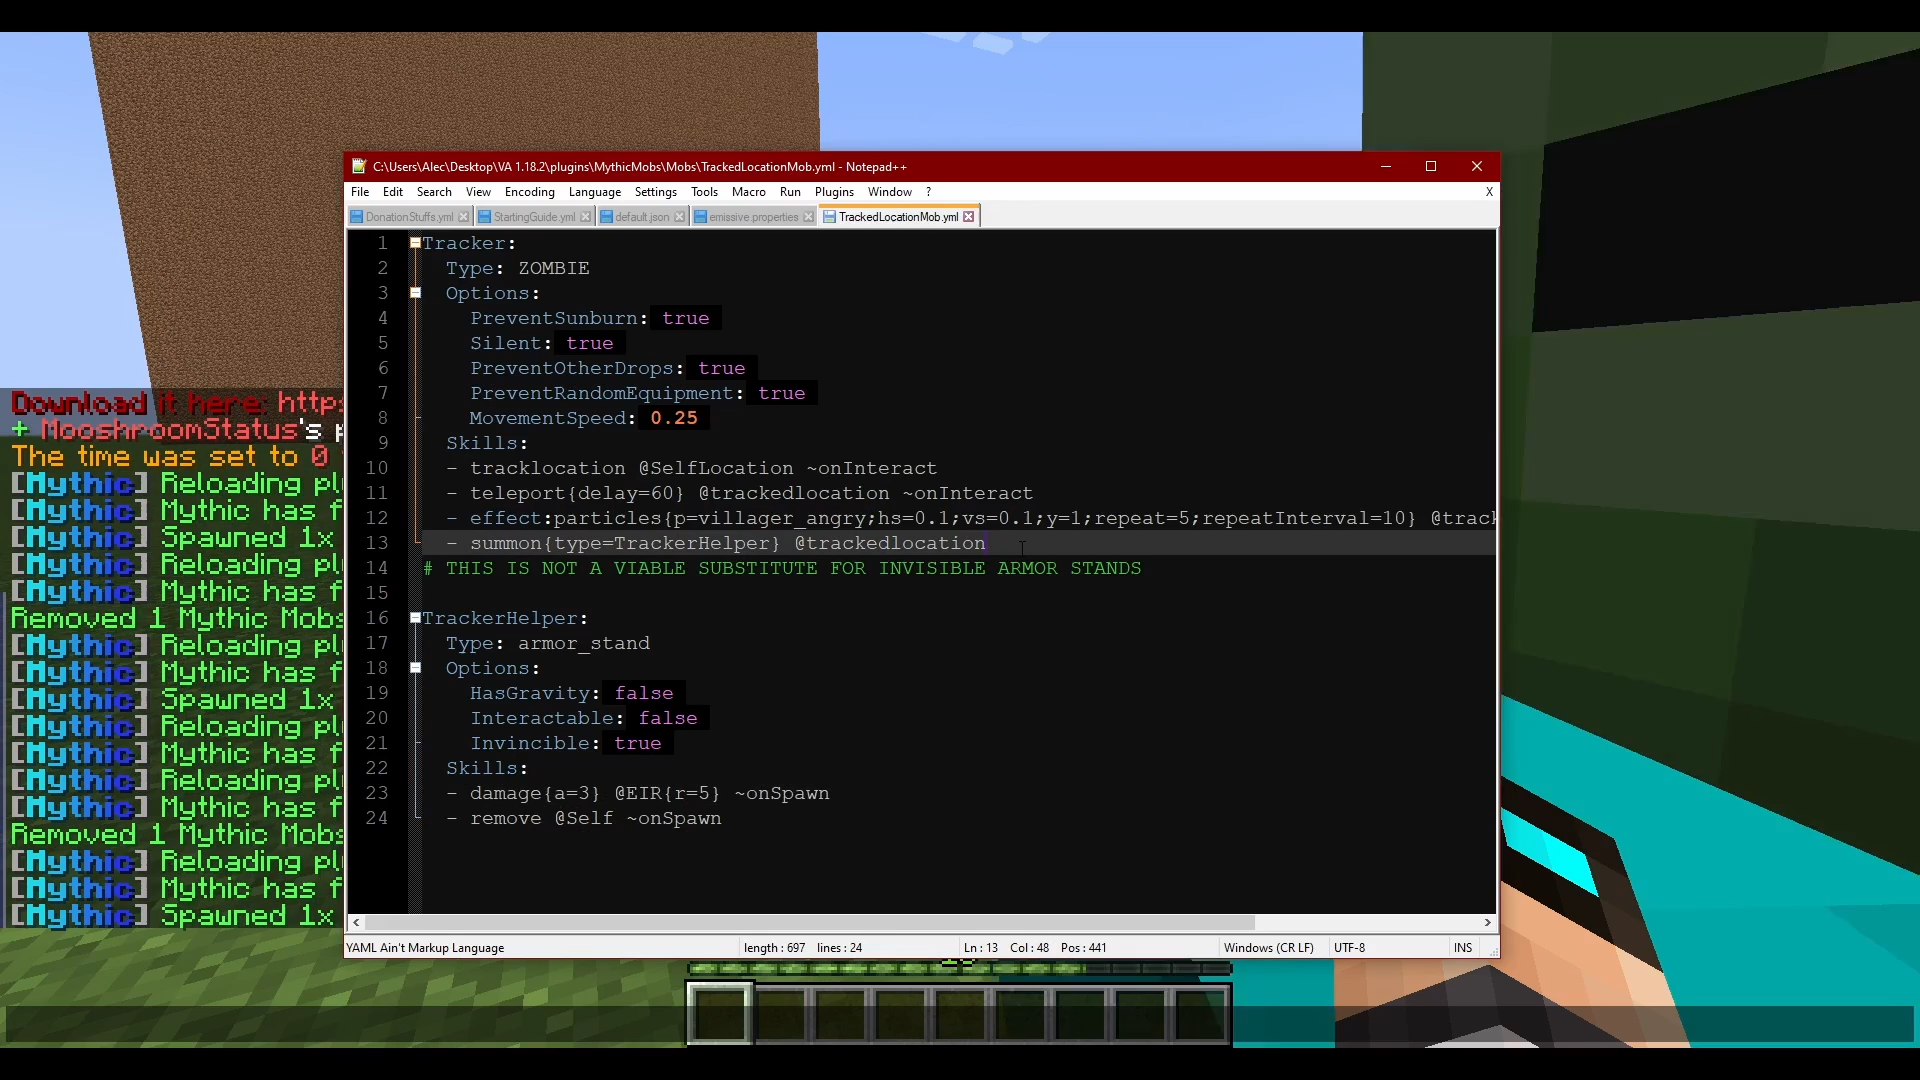 C:\Users\Alec\Desktop\VA 1.18.2\plugins\MythicMobs\Mobs\TrackedLocationMob.yml - Notepad++
File Edit Search View Encoding Language Settings Tools Macro Run Plugins Window ? X
DonationStuffs.yml StartingGuide.yml default.json emissive.properties TrackedLocationMob.yml
1 Tracker:
2 Type: ZOMBIE
3 Options:
4 PreventSunburn: true
5 Silent: true
6 PreventOtherDrops: true
7 PreventRandomEquipment: true
8 MovementSpeed: 0.25
9 Skills:
10 - tracklocation @SelfLocation ~onInteract
11 - teleport{delay=60} @trackedlocation ~onInteract
12 - effect:particles{p=villager_angry;hs=0.1;vs=0.1;y=1;repeat=5;repeatInterval=10} @track
13 - summon{type=TrackerHelper} @trackedlocation
14 # THIS IS NOT A VIABLE SUBSTITUTE FOR INVISIBLE ARMOR STANDS
15
16 TrackerHelper:
17 Type: armor_stand
18 Options:
19 HasGravity: false
20 Interactable: false
21 Invincible: true
22 Skills:
23 - damage{a=3} @EIR{r=5} ~onSpawn
24 - remove @Self ~onSpawn
YAML Ain't Markup Language length : 697 lines : 24 Ln : 13 Col : 48 Pos : 441 Windows (CR LF) UTF-8 INS
Download it here: https
+ MooshroomStatus's p
The time was set to 0
[Mythic] Reloading pl
[Mythic] Mythic has f
[Mythic] Spawned 1x
[Mythic] Reloading pl
[Mythic] Mythic has f
Removed 1 Mythic Mobs
[Mythic] Reloading pl
[Mythic] Mythic has f
[Mythic] Spawned 1x
[Mythic] Reloading pl
[Mythic] Mythic has f
[Mythic] Reloading pl
[Mythic] Mythic has f
Removed 1 Mythic Mobs
[Mythic] Reloading pl
[Mythic] Mythic has f
[Mythic] Spawned 1x